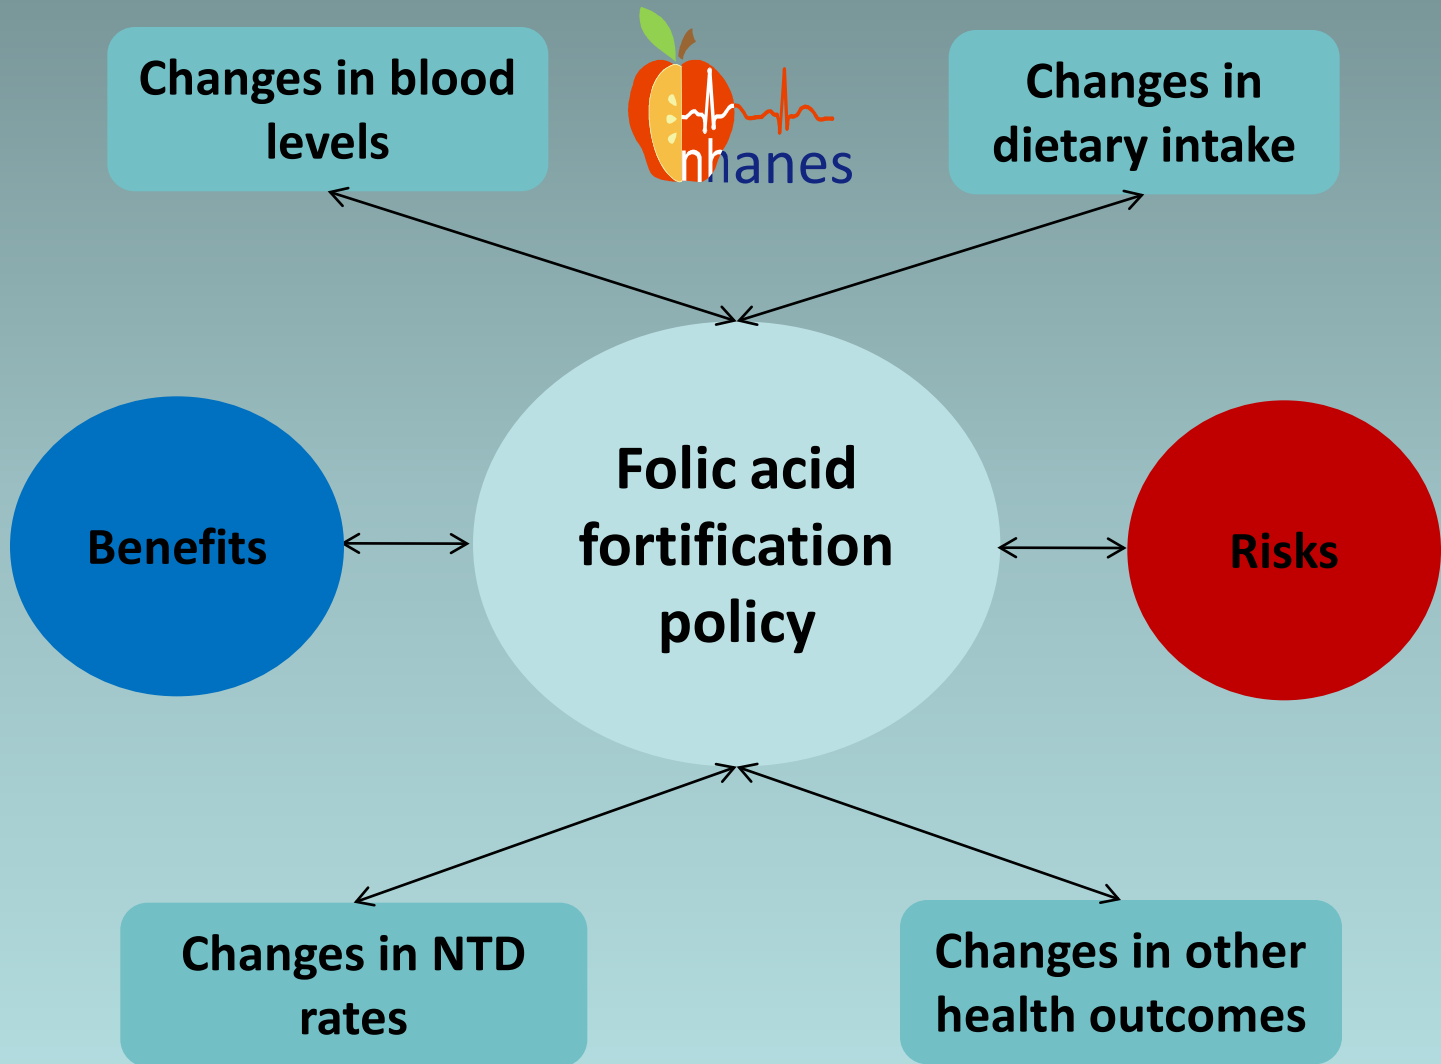 Changes in blood
levels
nhanes
Changes in
dietary intake
Folic acid
fortification
policy
Benefits
Risks
Changes in NTD
rates
Changes in other
health outcomes